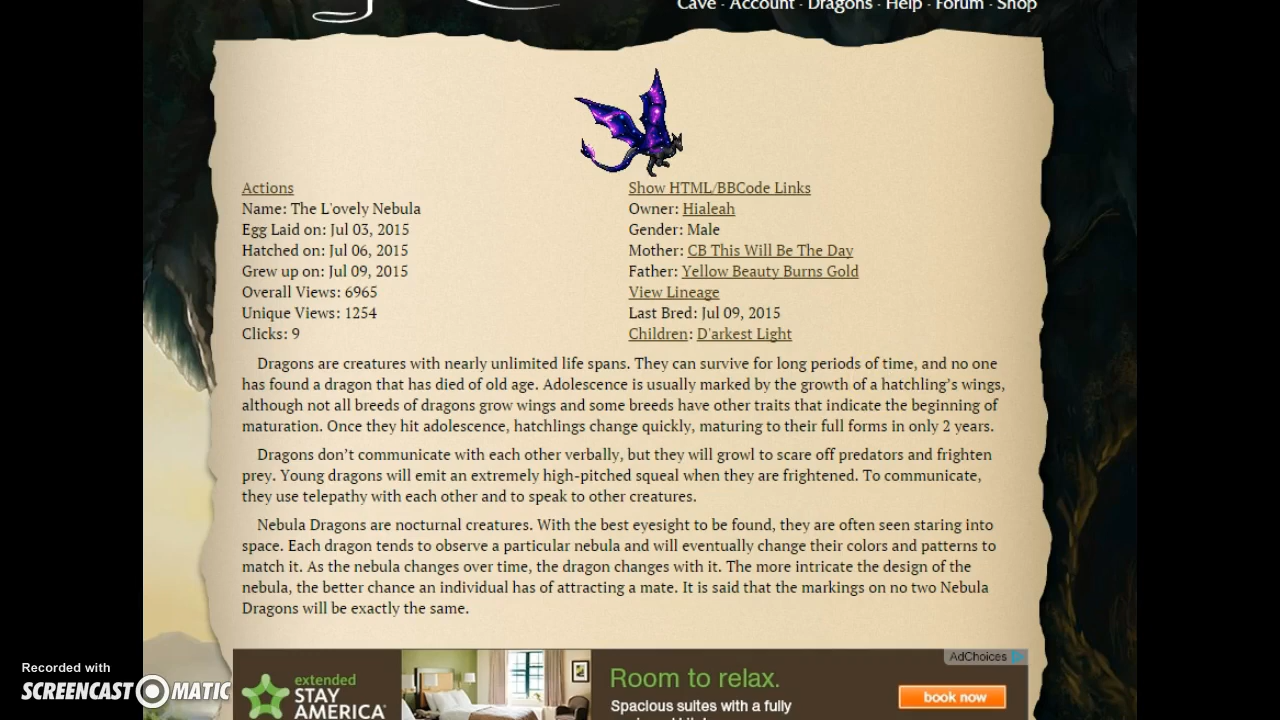 Cave · Account · Dragons · Help · Forum · Shop
Actions
Name: The L'ovely Nebula
Egg Laid on: Jul 03, 2015
Hatched on: Jul 06, 2015
Grew up on: Jul 09, 2015
Overall Views: 6965
Unique Views: 1254
Clicks: 9
Show HTML/BBCode Links
Owner: Hialeah
Gender: Male
Mother: CB This Will Be The Day
Father: Yellow Beauty Burns Gold
View Lineage
Last Bred: Jul 09, 2015
Children: D'arkest Light
Dragons are creatures with nearly unlimited life spans. They can survive for long periods of time, and no one
has found a dragon that has died of old age. Adolescence is usually marked by the growth of a hatchling’s wings,
although not all breeds of dragons grow wings and some breeds have other traits that indicate the beginning of
maturation. Once they hit adolescence, hatchlings change quickly, maturing to their full forms in only 2 years.
Dragons don’t communicate with each other verbally, but they will growl to scare off predators and frighten
prey. Young dragons will emit an extremely high-pitched squeal when they are frightened. To communicate,
they use telepathy with each other and to speak to other creatures.
Nebula Dragons are nocturnal creatures. With the best eyesight to be found, they are often seen staring into
space. Each dragon tends to observe a particular nebula and will eventually change their colors and patterns to
match it. As the nebula changes over time, the dragon changes with it. The more intricate the design of the
nebula, the better chance an individual has of attracting a mate. It is said that the markings on no two Nebula
Dragons will be exactly the same.
AdChoices
extended
STAY
AMERICA
Room to relax.
Spacious suites with a fully
book now
Recorded with
SCREENCAST MATIC